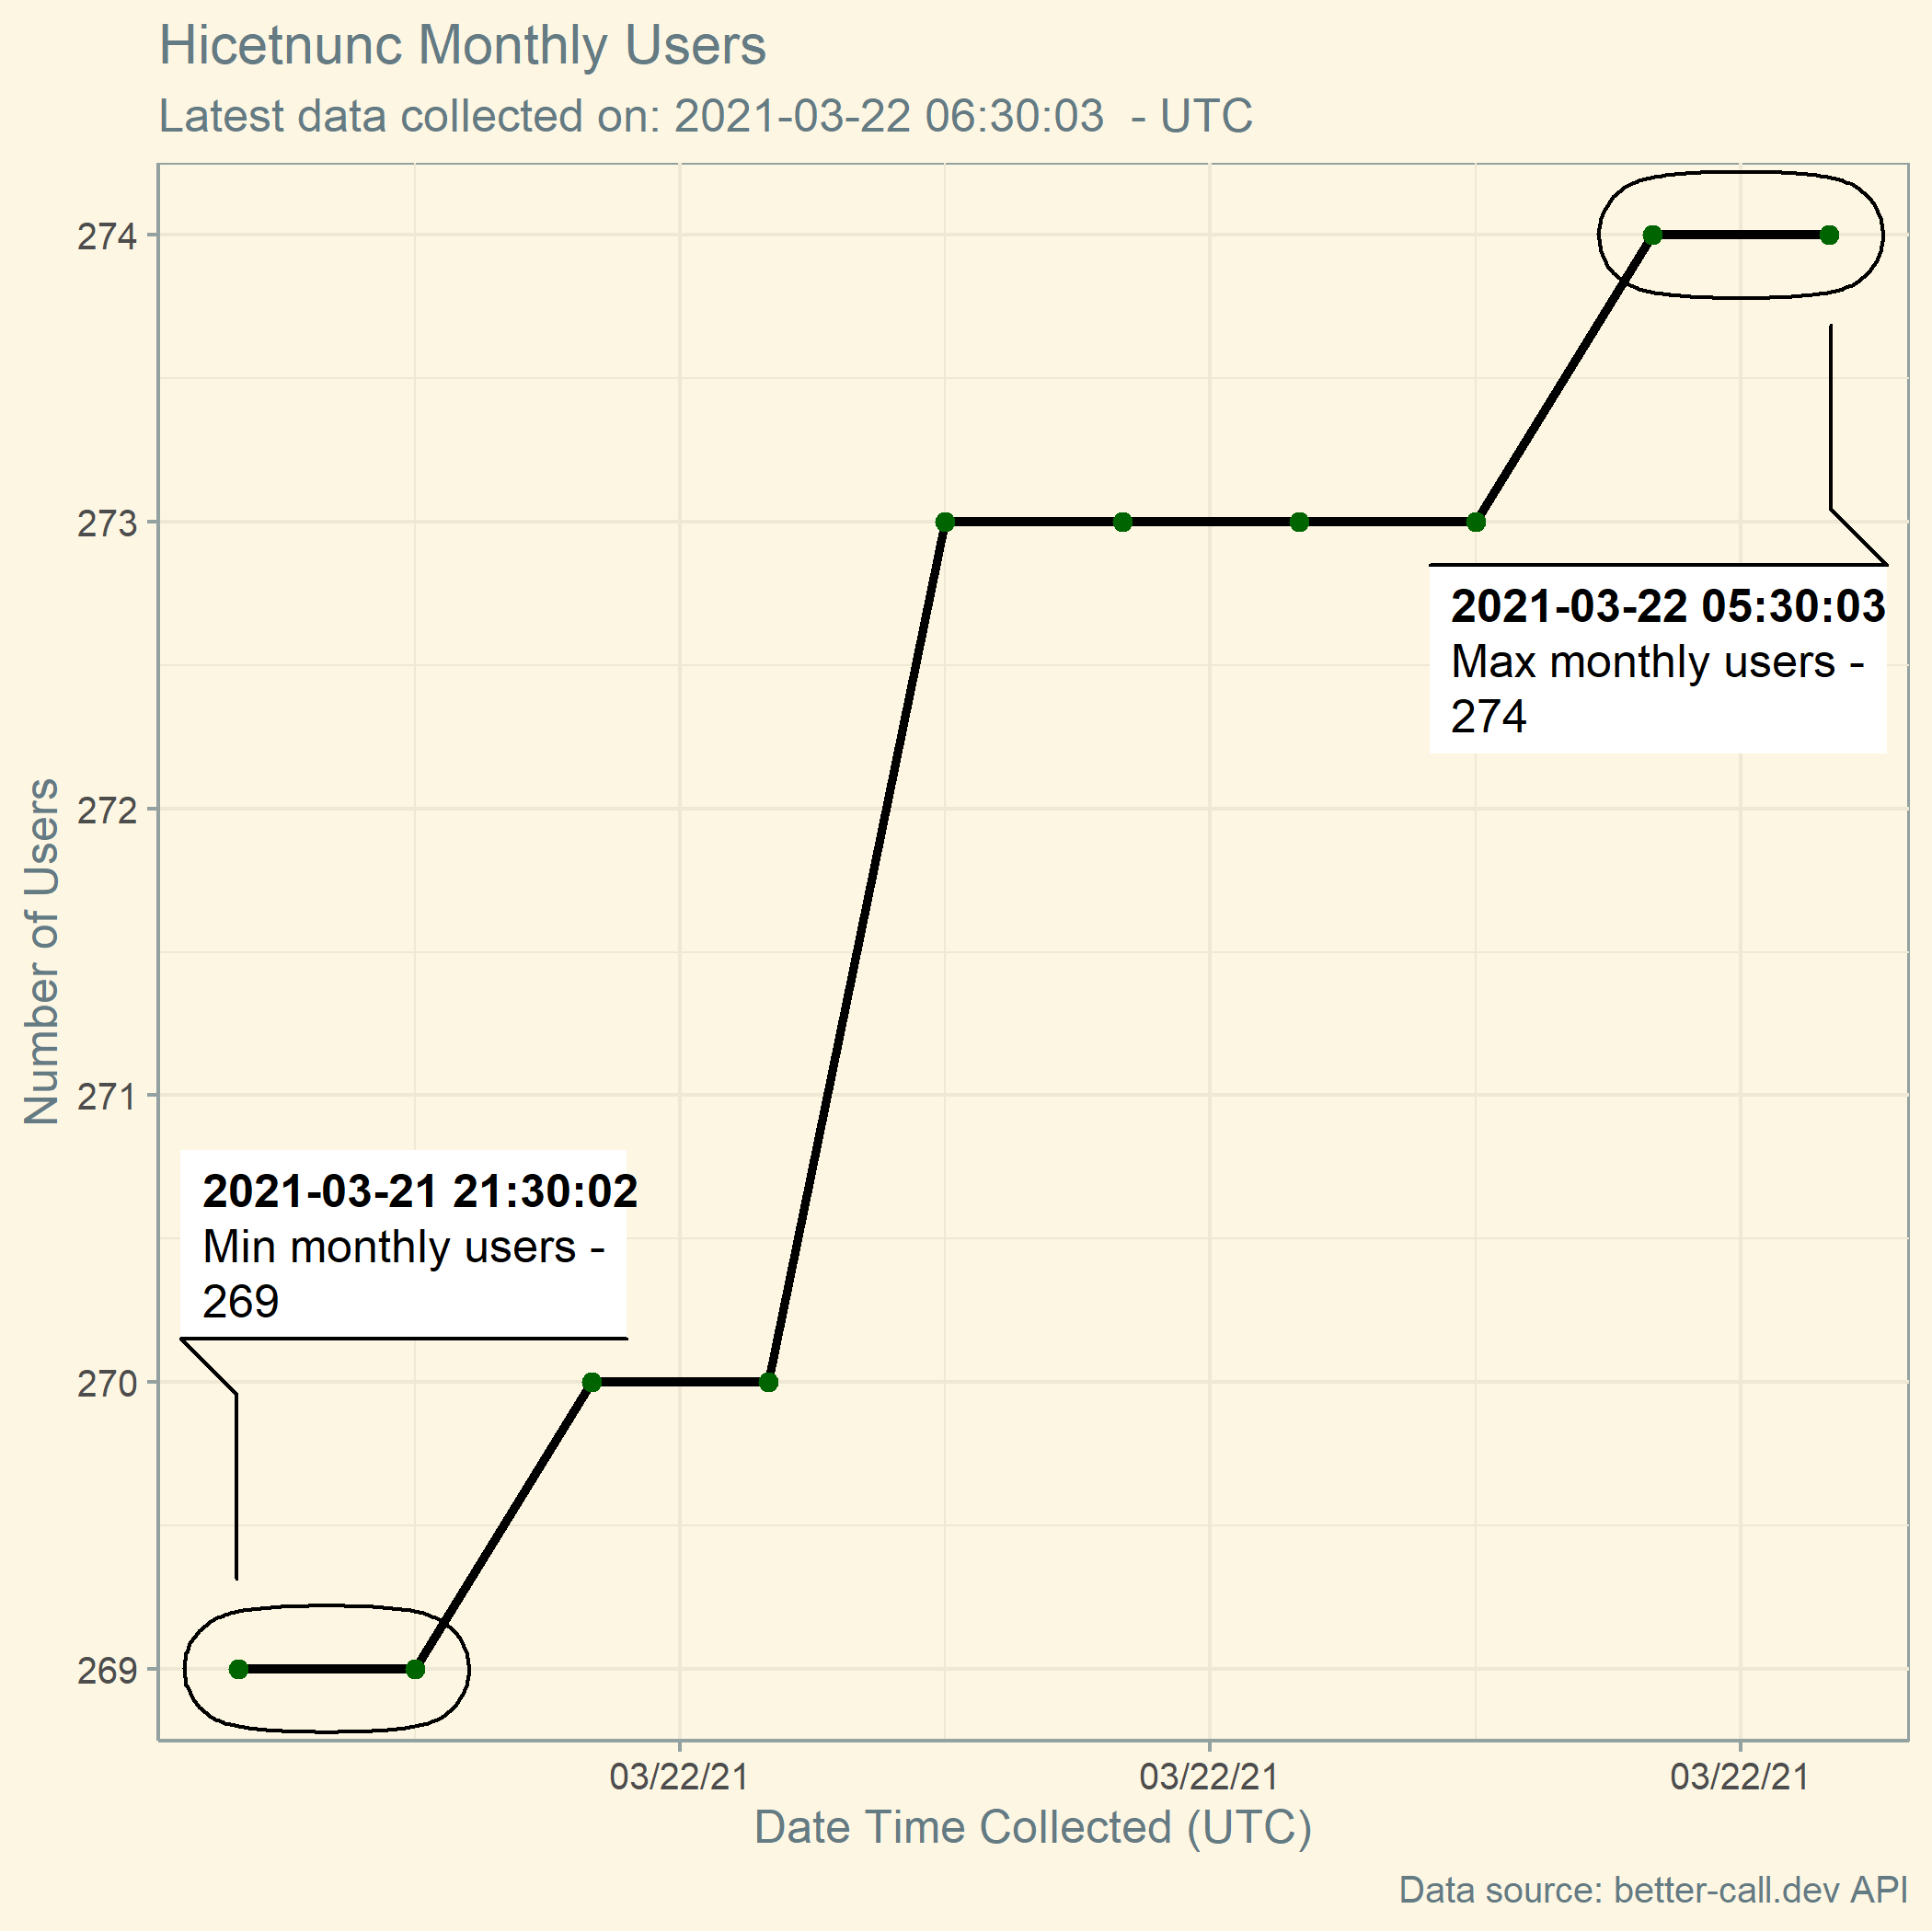 Hicetnunc Monthly Users
Latest data collected on: 2021-03-22 06:30:03  - UTC
274
273
272
271
270
269
Number of Users
2021-03-22 05:30:03
Max monthly users -
274
2021-03-21 21:30:02
Min monthly users -
269
03/22/21
03/22/21
03/22/21
Date Time Collected (UTC)
Data source: better-call.dev API